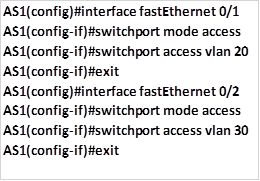 AS1(config)#interface fastEthernet 0/1
AS1(config-if)#switchport mode access
AS1(config-if)#switchport access vlan 20
AS1(config-if)#exit
AS1(config)#interface fastEthernet 0/2
AS1(config-if)#switchport mode access
AS1(config-if)#switchport access vlan 30
AS1(config-if)#exit